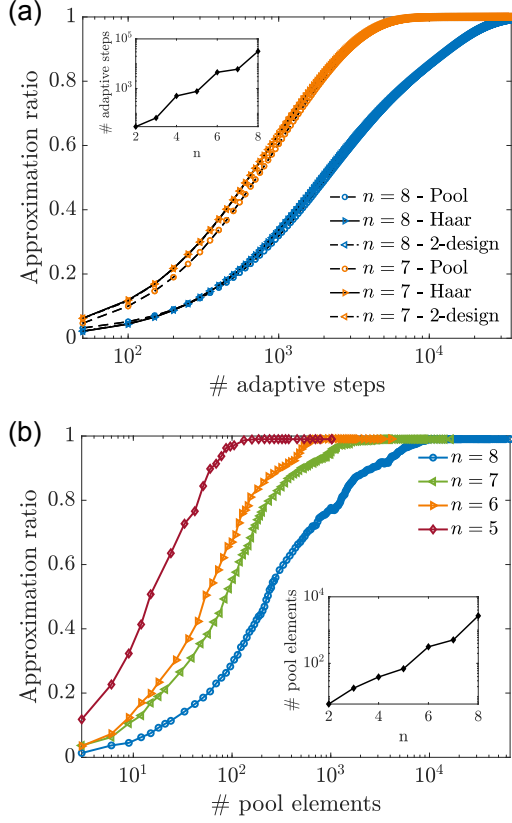 (a)
1
0.8
0.6
0.4
0.2
0
Approximation ratio
10^5
10^3
# adaptive steps
2 4 6 8
n
n = 8 - Pool
n = 8 - Haar
n = 8 - 2-design
n = 7 - Pool
n = 7 - Haar
n = 7 - 2-design
10^2 10^3 10^4
# adaptive steps
(b)
1
0.8
0.6
0.4
0.2
0
Approximation ratio
n = 8
n = 7
n = 6
n = 5
10^4
10^2
# pool elements
2 4 6 8
n
10^1 10^2 10^3 10^4
# pool elements